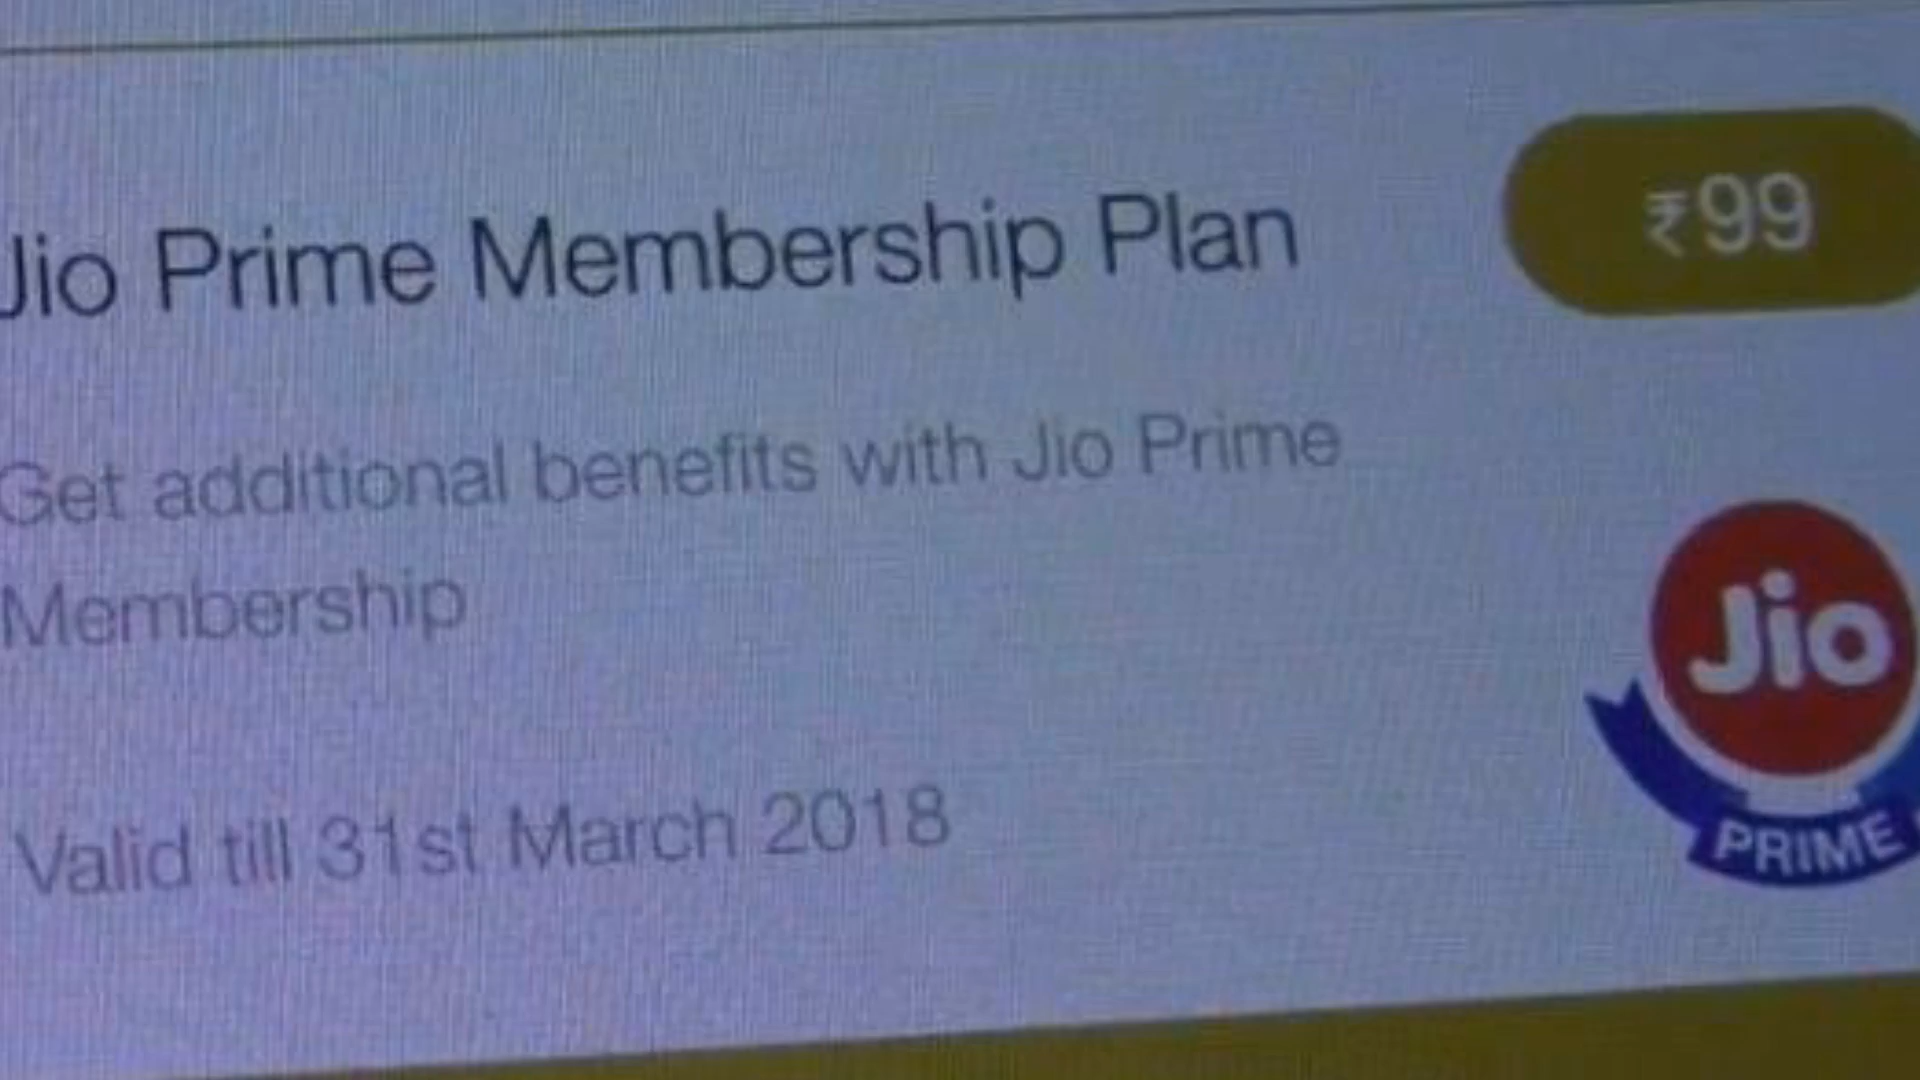 Jio Prime Membership Plan
₹99
Get additional benefits with Jio Prime
Membership
Valid till 31st March 2018
Jio
PRIME